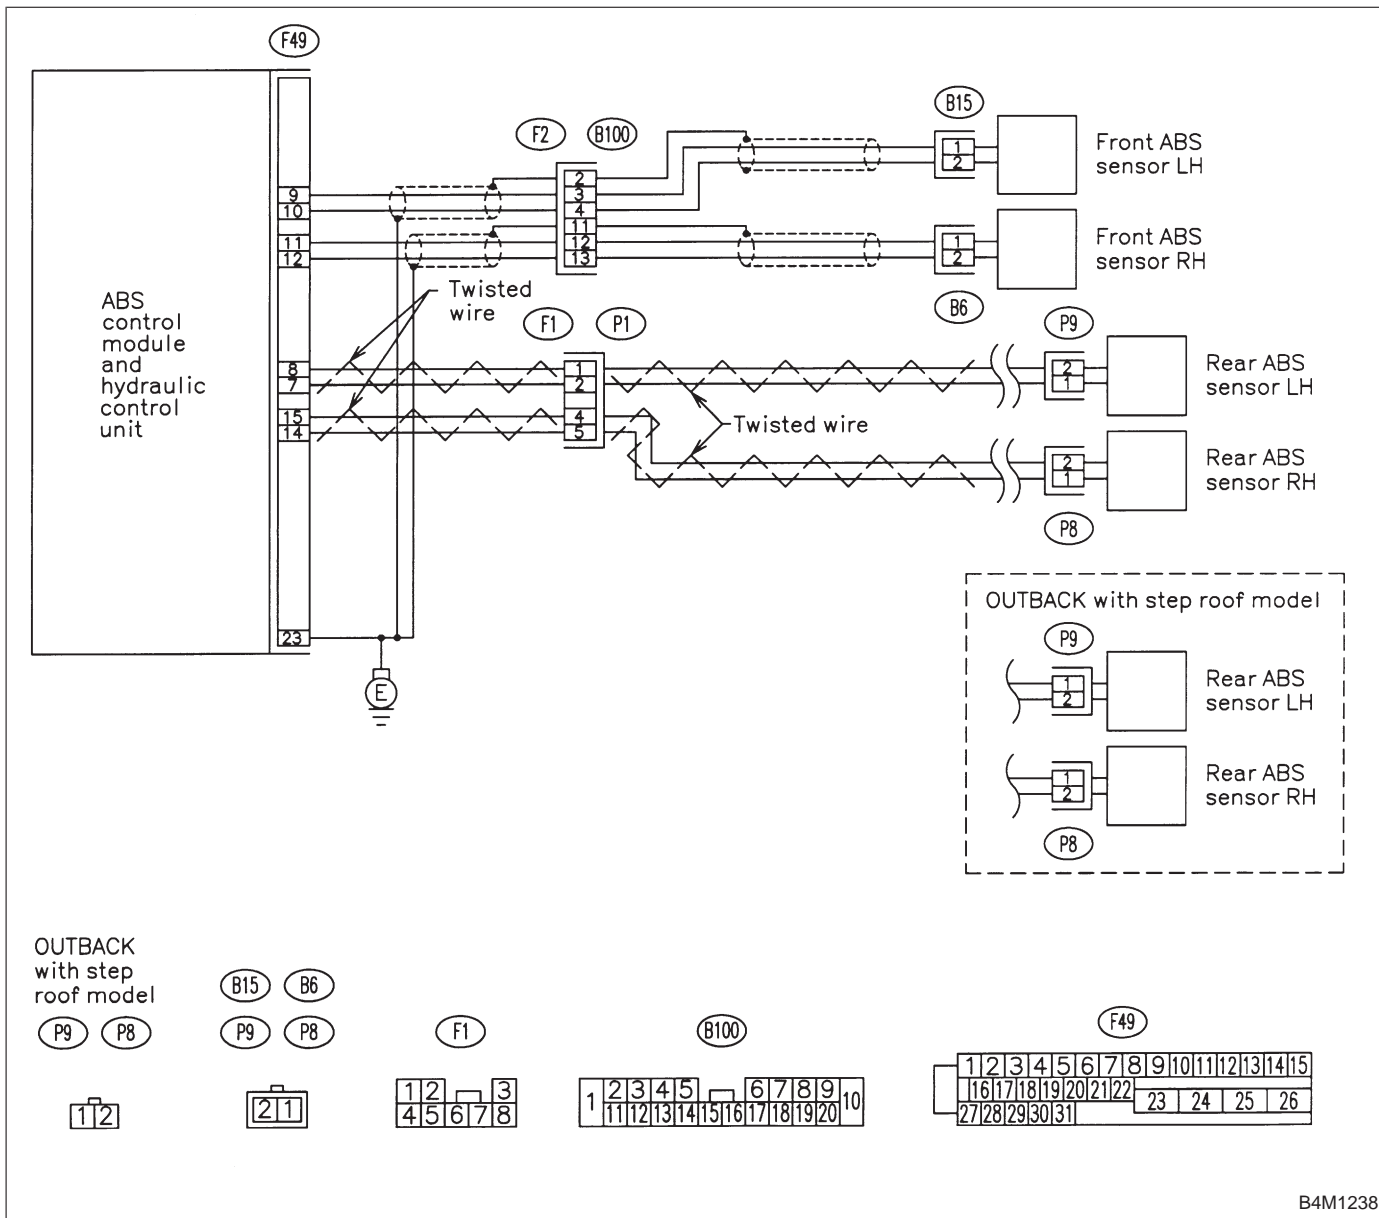 F49
B15
F2 B100
1
2
Front ABS
sensor LH
9
10
11
12
2
3
4
11
12
13
1
2
Front ABS
sensor RH
B6
ABS
control
module
and
hydraulic
control
unit
Twisted
wire
F1 P1
P9
8
7
15
14
1
2
4
5
2
1
Rear ABS
sensor LH
Twisted wire
2
1
Rear ABS
sensor RH
P8
23
E
OUTBACK with step roof model
P9
1
2
Rear ABS
sensor LH
1
2
Rear ABS
sensor RH
P8
OUTBACK
with step
roof model
P9 P8
1 2
B15 B6
P9 P8
2 1
F1
1 2 3
4 5 6 7 8
B100
1 2 3 4 5 6 7 8 9 10
11 12 13 14 15 16 17 18 19 20
F49
1 2 3 4 5 6 7 8 9 10 11 12 13 14 15
16 17 18 19 20 21 22 23 24 25 26
27 28 29 30 31
B4M1238